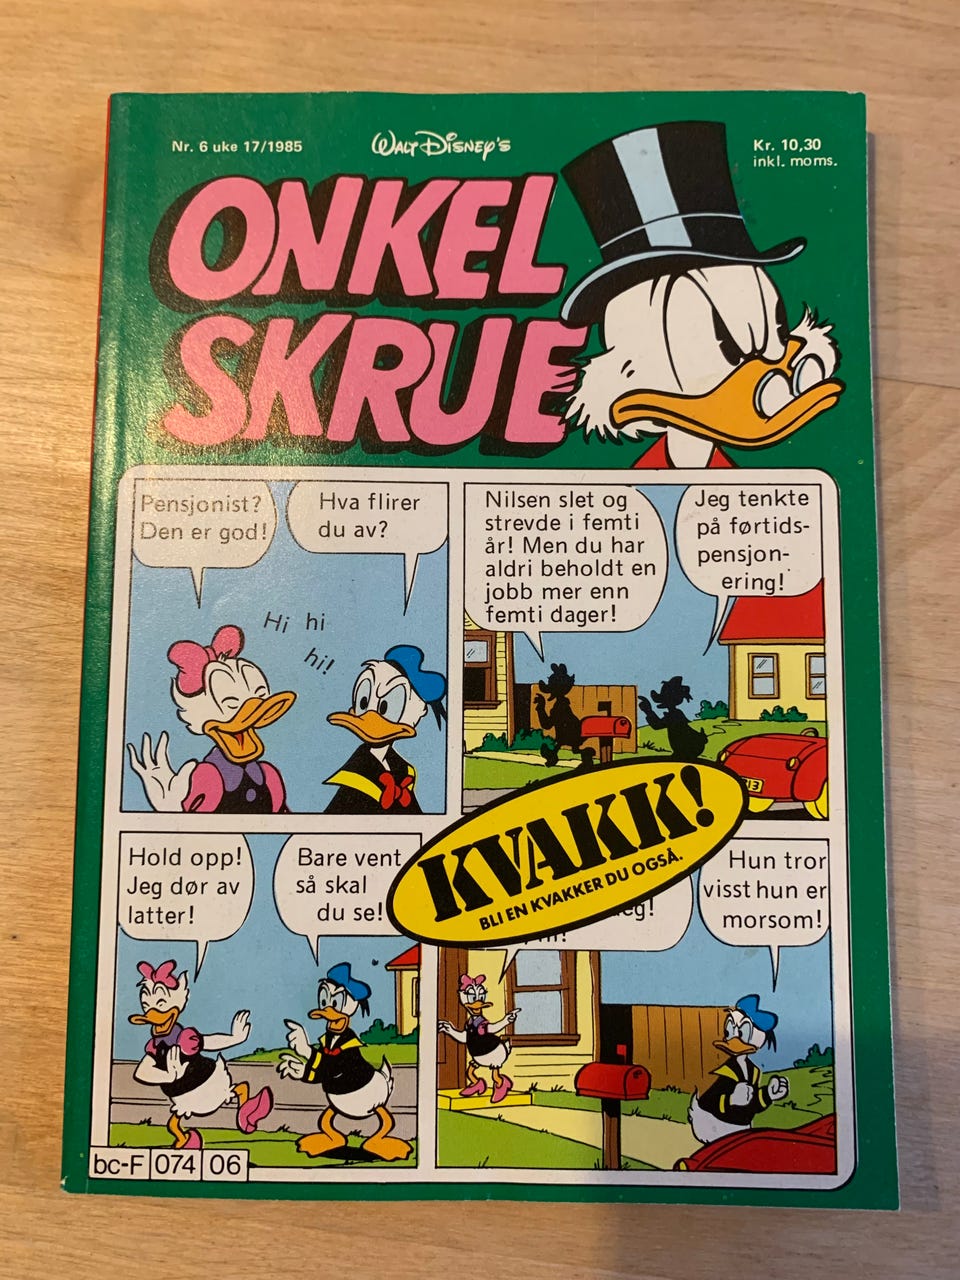 Nr. 6 uke 17/1985
WALT DISNEY'S
Kr. 10,30
inkl. moms.
ONKEL
SKRUE
Pensjonist?
Den er god!
Hva flirer
du av?
Hi hi
hi!
Nilsen slet og
strevde i femti
år! Men du har
aldri beholdt en
jobb mer enn
femti dager!
Jeg tenkte
på førtids-
pensjon-
ering!
313
Hold opp!
Jeg dør av
latter!
Bare vent,
så skal
du se!
KVAKK!
BLI EN KVAKKER DU OGSÅ.
Hun tror
visst hun er
morsom!
bc-F 074 06